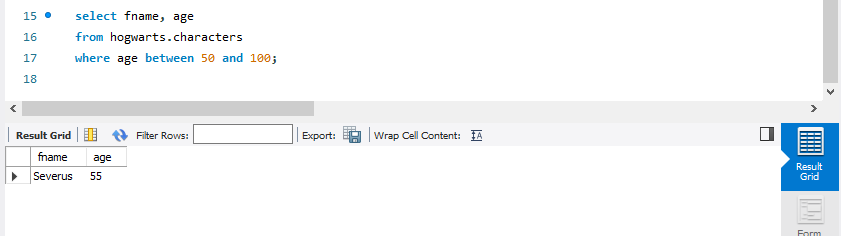 15 select fname, age
16 from hogwarts.characters
17 where age between 50 and 100;
18
Result Grid Filter Rows: Export: Wrap Cell Content: IA
fname age
Severus 55
Result
Grid
Form